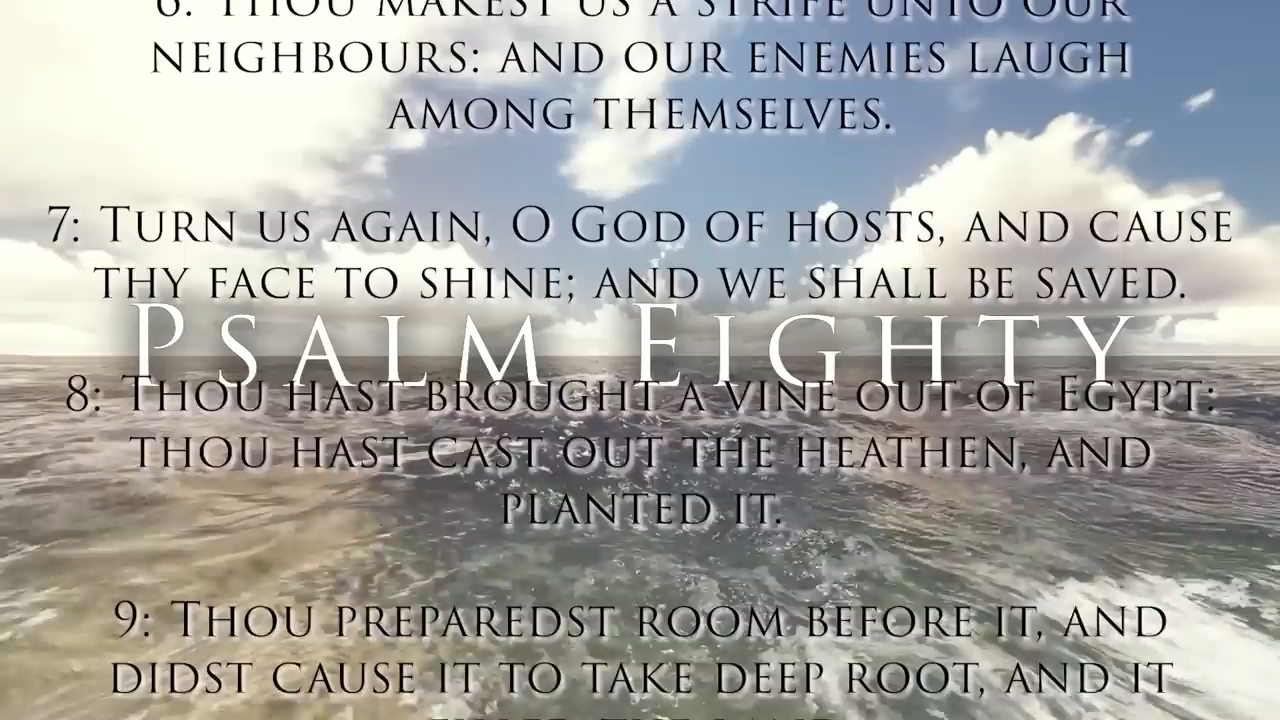 6: Thou makest us a strife unto our
neighbours: and our enemies laugh
among themselves.
7: Turn us again, O God of hosts, and cause
thy face to shine; and we shall be saved.
Psalm Eighty
8: Thou hast brought a vine out of Egypt:
thou hast cast out the heathen, and
planted it.
9: Thou preparedst room before it, and
didst cause it to take deep root, and it